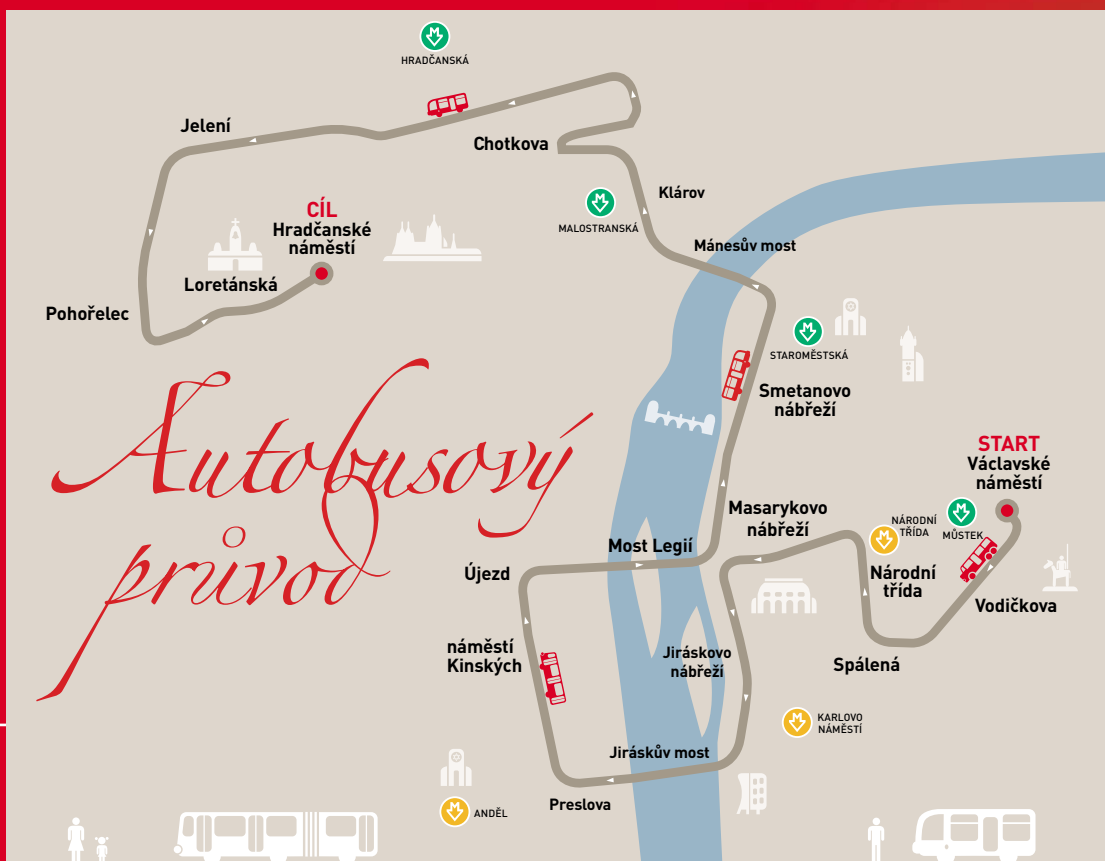 HRADČANSKÁ
Jelení
Chotkova
Klárov
MALOSTRANSKÁ
CÍL
Hradčanské
náměstí
Mánesův most
Loretánská
Pohořelec
STAROMĚSTSKÁ
Smetanovo
nábřeží
Autobusový
průvod
START
Václavské
náměstí
Masarykovo
nábřeží
NÁRODNÍ
TŘÍDA
MŮSTEK
Most Legií
Újezd
Národní
třída
Vodičkova
náměstí
Kinských
Jiráskovo
nábřeží
Spálená
KARLOVO
NÁMĚSTÍ
Jiráskův most
Preslova
ANDĚL